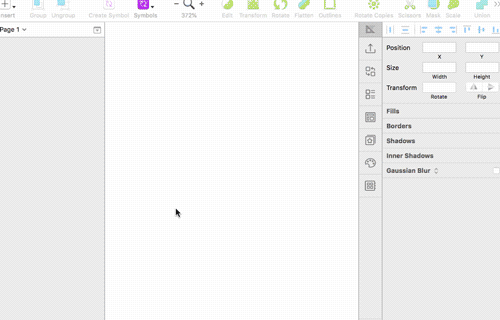 Insert Group Ungroup Create Symbol Symbols 372% Edit Transform Rotate Flatten Outlines Rotate Copies Scissors Mask Scale Union
Page 1
Position
X Y
Size
Width Height
Transform
Rotate Flip
Fills
Borders
Shadows
Inner Shadows
Gaussian Blur